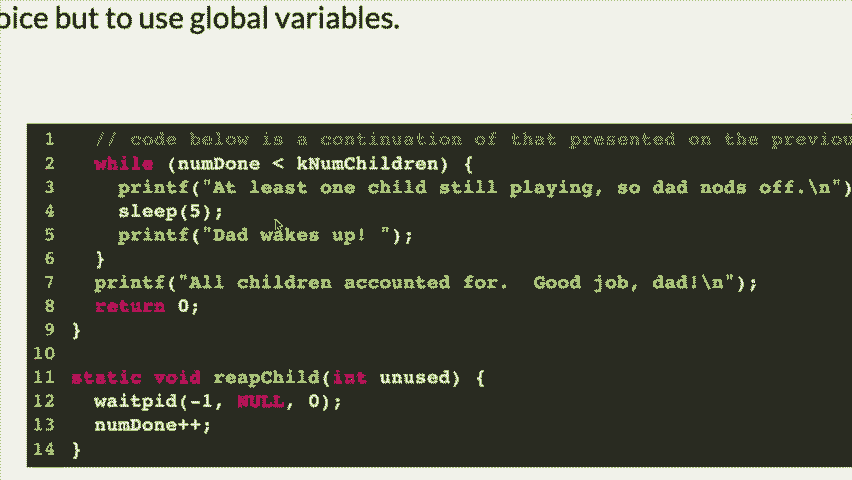 oice but to use global variables.
1 // code below is a continuation of that presented on the previou
2 while (numDone < kNumChildren) {
3 printf("At least one child still playing, so dad nods off.\n")
4 sleep(5);
5 printf("Dad wakes up! ");
6 }
7 printf("All children accounted for.  Good job, dad!\n");
8 return 0;
9 }
10
11 static void reapChild(int unused) {
12 waitpid(-1, NULL, 0);
13 numDone++;
14 }